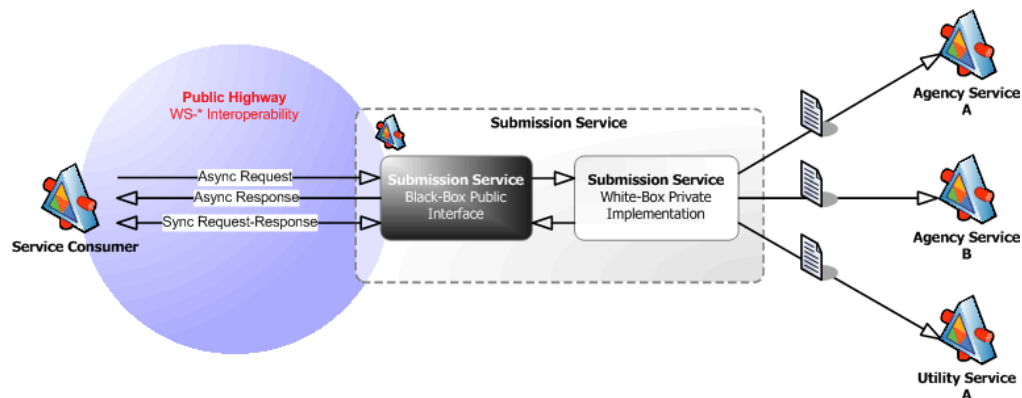 Public Highway
WS-* Interoperability
Submission Service
Async Request
Async Response
Sync Request-Response
Service Consumer
Submission Service
Black-Box Public
Interface
Submission Service
White-Box Private
Implementation
Agency Service
A
Agency Service
B
Utility Service
A